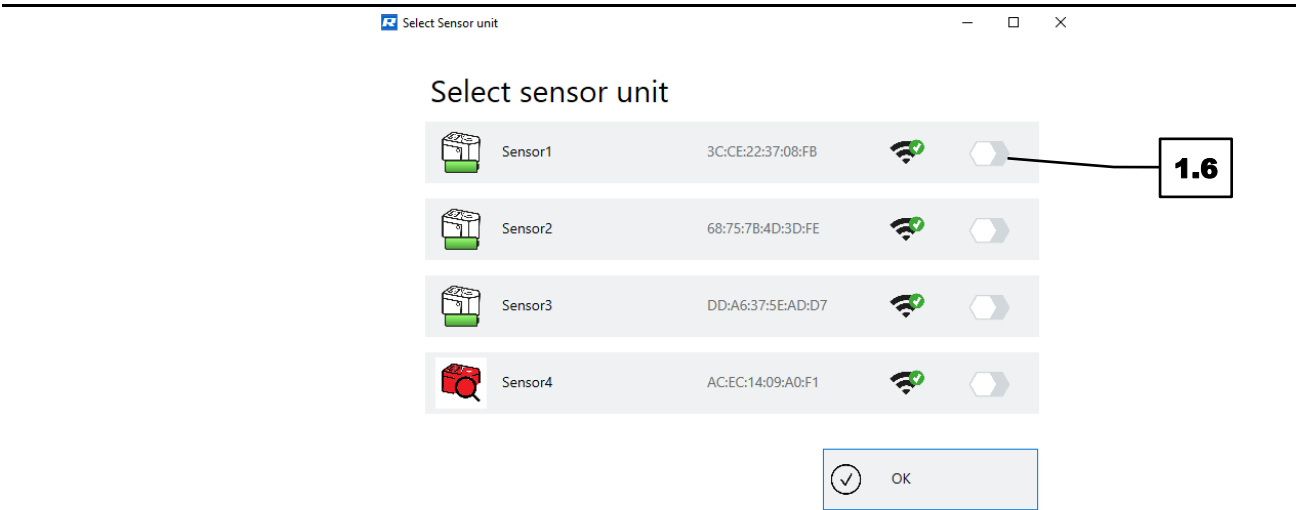 Select Sensor unit
Select sensor unit
Sensor1 3C:CE:22:37:08:FB
1.6
Sensor2 68:75:7B:4D:3D:FE
Sensor3 DD:A6:37:5E:AD:D7
Sensor4 AC:EC:14:09:A0:F1
OK